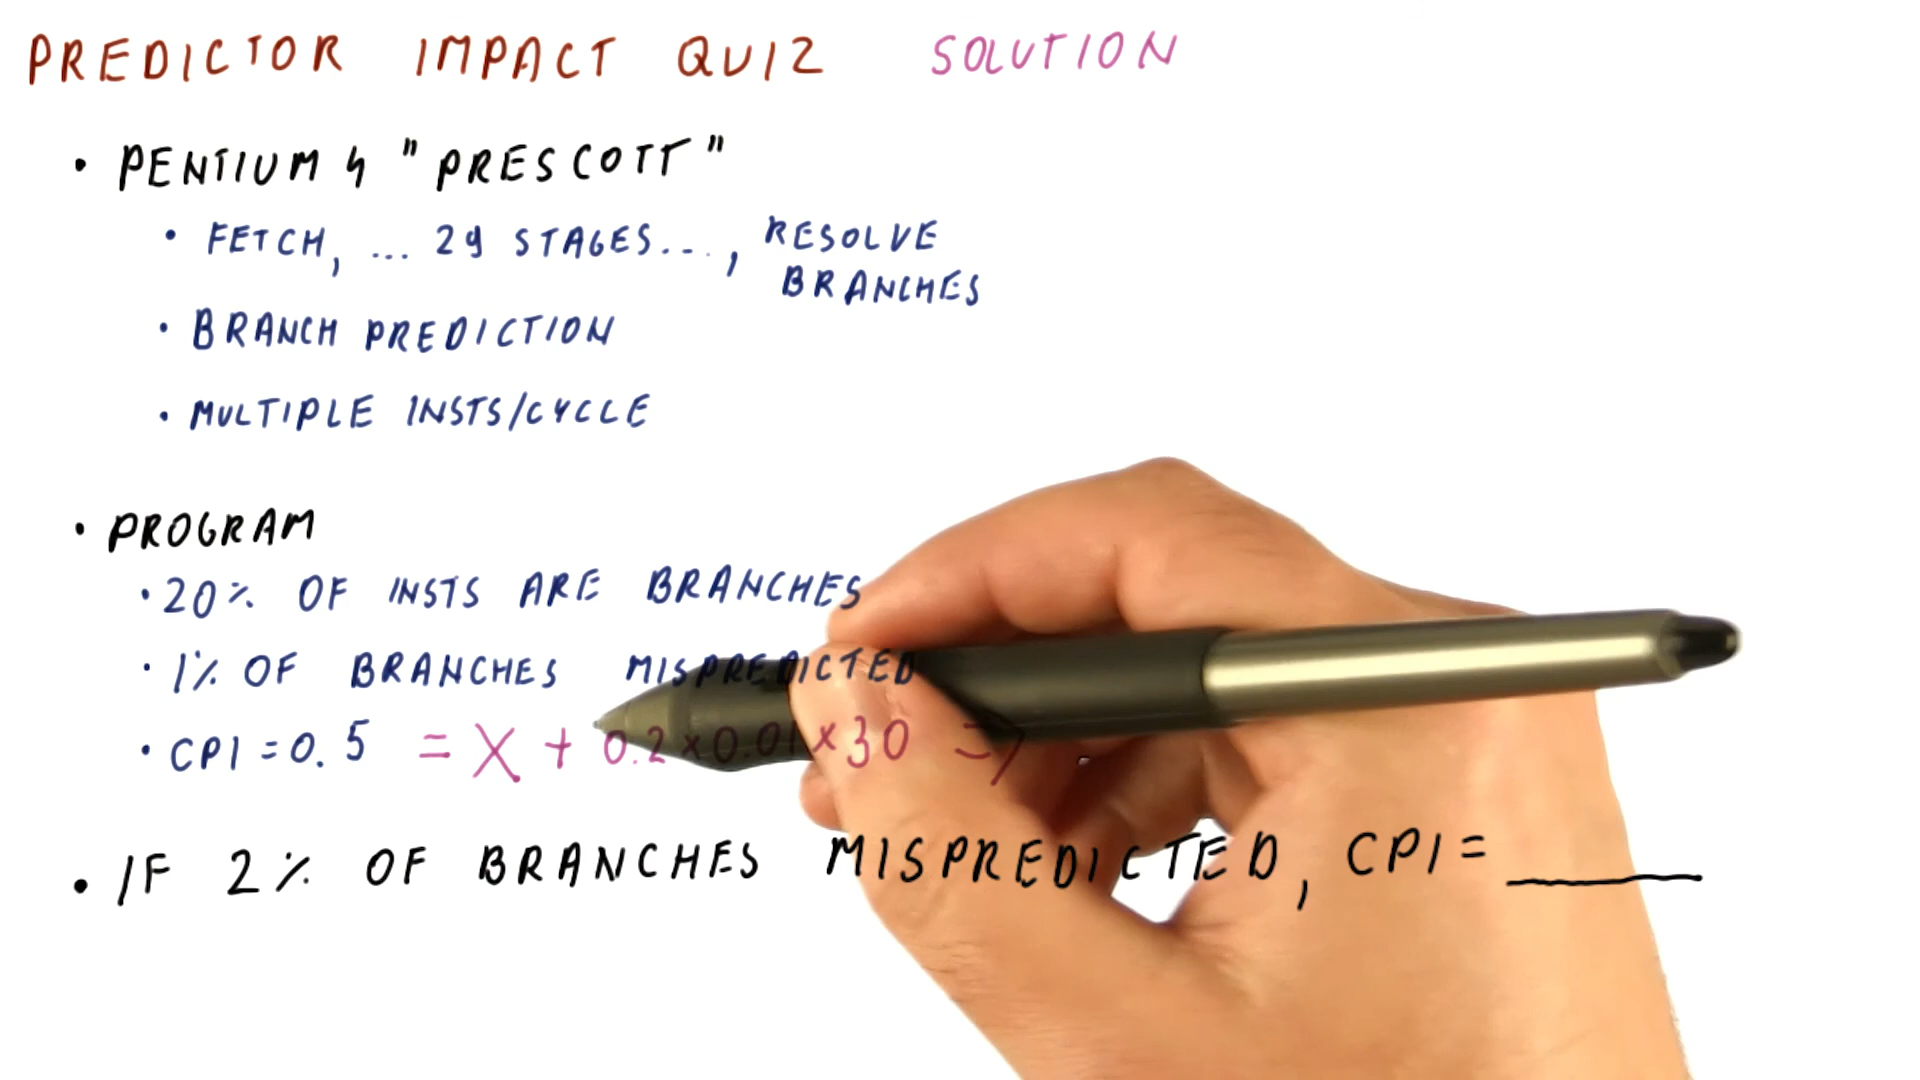 PREDICTOR IMPACT QUIZ SOLUTION
• PENTIUM 4 "PRESCOTT"
• FETCH, ... 29 STAGES..., RESOLVE BRANCHES
• BRANCH PREDICTION
• MULTIPLE INSTS/CYCLE
• PROGRAM
• 20% OF INSTS ARE BRANCHES
• 1% OF BRANCHES MISPREDICTED
• CPI = 0.5 = X + 0.2 × 0.01 × 30 =>
• IF 2% OF BRANCHES MISPREDICTED, CPI = ______